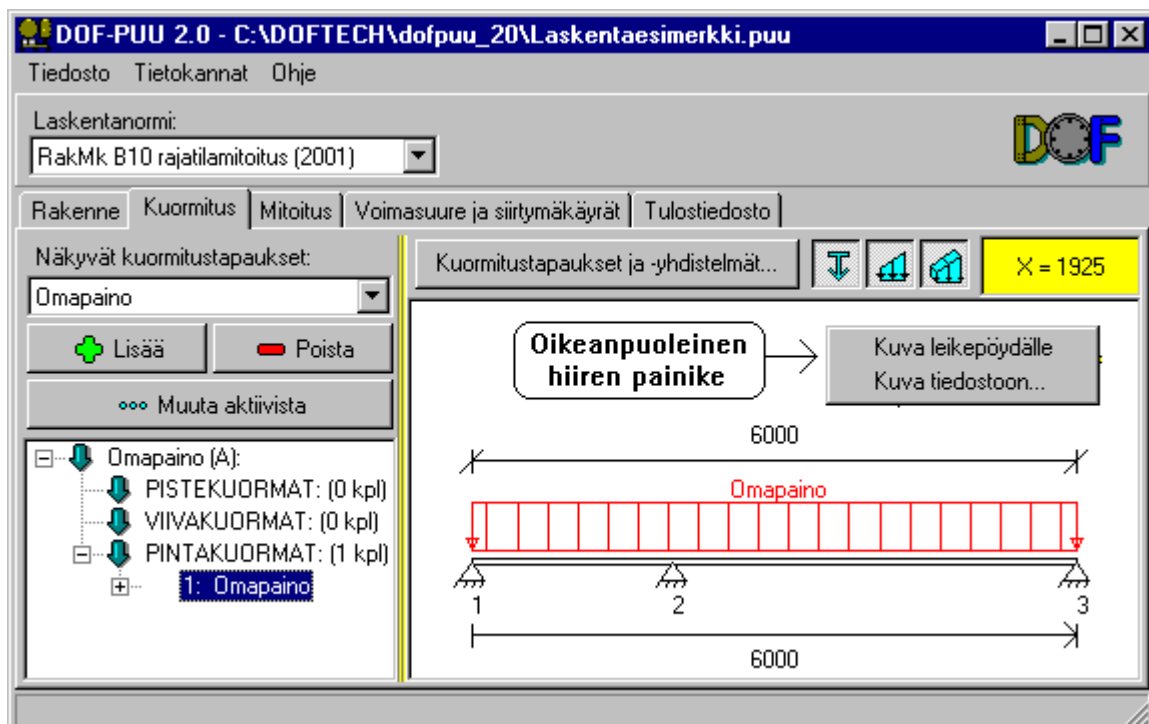 DOF-PUU 2.0 - C:\DOFTECH\dofpuu_20\Laskentaesimerkki.puu
Tiedosto Tietokannat Ohje
Laskentanormi:
RakMk B10 rajatilamitoitus (2001)
DOF
Rakenne Kuormitus Mitoitus Voimasuure ja siirtymäkäyrät Tulostiedosto
Näkyvät kuormitustapaukset:
Omapaino
Lisää Poista
Muuta aktiivista
Omapaino (A):
PISTEKUORMAT: (0 kpl)
VIIVAKUORMAT: (0 kpl)
PINTAKUORMAT: (1 kpl)
1: Omapaino
Kuormitustapaukset ja -yhdistelmät...
X = 1925
Oikeanpuoleinen
hiiren painike
Kuva leikepöydälle
Kuva tiedostoon...
6000
Omapaino
1 2 3
6000